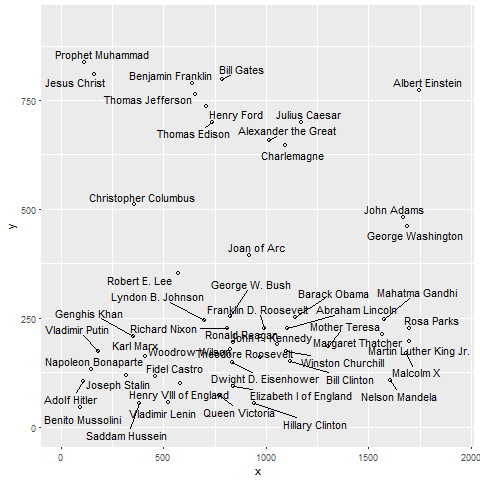 Prophet Muhammad
Jesus Christ
Benjamin Franklin
Bill Gates
Albert Einstein
Thomas Jefferson
750
Henry Ford
Julius Caesar
Thomas Edison
Alexander the Great
Charlemagne
Christopher Columbus
500
John Adams
George Washington
y
Joan of Arc
Robert E. Lee
George W. Bush
Lyndon B. Johnson
Barack Obama
Mahatma Gandhi
Genghis Khan
Franklin D. Roosevelt
Abraham Lincoln
250
Vladimir Putin
Richard Nixon
Ronald Reagan
Mother Teresa
Rosa Parks
John F. Kennedy
Karl Marx
Woodrow Wilson
Theodore Roosevelt
Margaret Thatcher
Martin Luther King Jr.
Napoleon Bonaparte
Fidel Castro
Winston Churchill
Malcolm X
Joseph Stalin
Dwight D. Eisenhower
Bill Clinton
Adolf Hitler
Henry VIII of England
Elizabeth I of England
Nelson Mandela
Benito Mussolini
Vladimir Lenin
Queen Victoria
Hillary Clinton
Saddam Hussein
0
0
500
1000
1500
2000
x